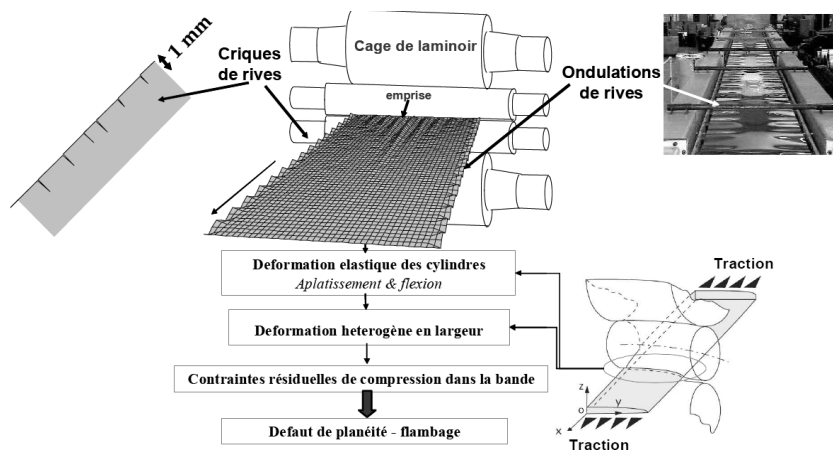 1 mm
Cage de laminoir
Criques
de rives
Ondulations
de rives
emprise
Deformation elastique des cylindres
Aplatissement & flexion
Traction
Deformation heterogène en largeur
Contraintes résiduelles de compression dans la bande
Defaut de planéité - flambage
z
y
o
x
Traction